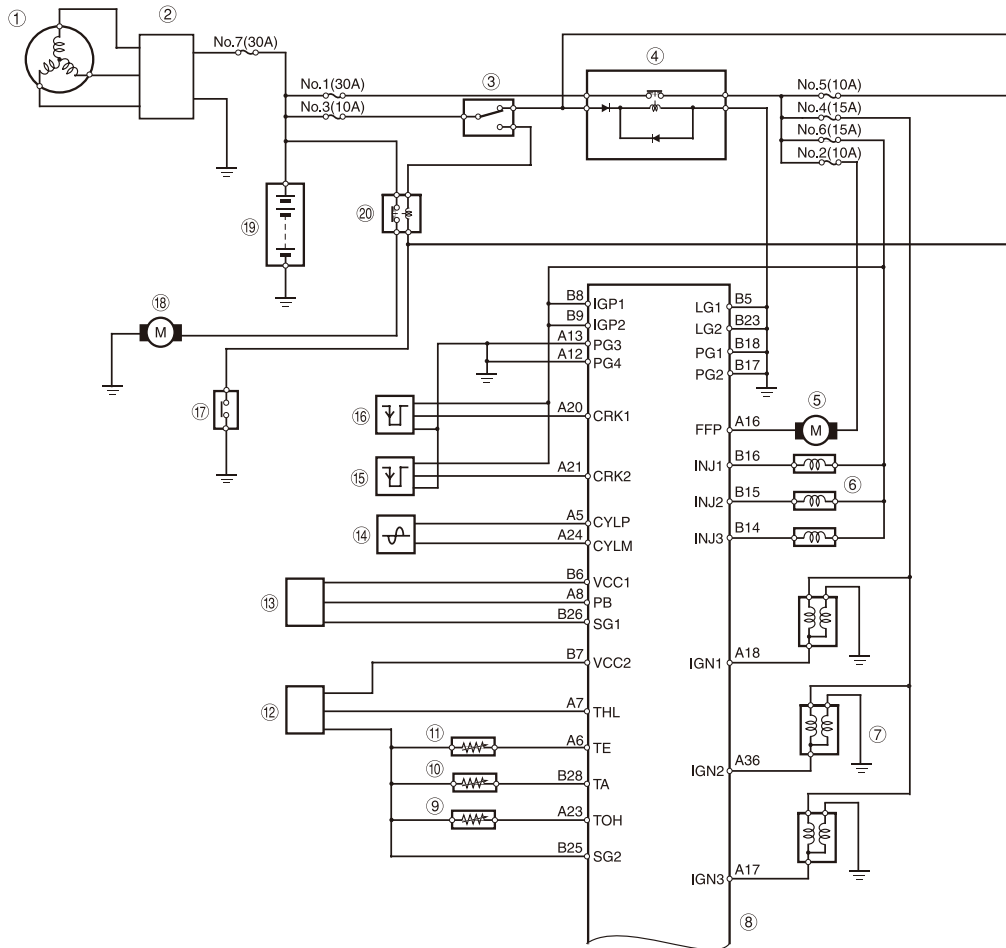 ① ② ③ ④
No.7(30A)
No.1(30A) No.5(10A)
No.3(10A) No.4(15A)
No.6(15A)
No.2(10A)
⑲ ⑳
⑱
M
⑰
B8 IGP1 LG1 B5
B9 IGP2 LG2 B23
A13 PG3 PG1 B18
A12 PG4 PG2 B17
⑯ A20 CRK1 FFP A16 M ⑤
⑮ A21 CRK2 INJ1 B16 ⑥
INJ2 B15
INJ3 B14
⑭ A5 CYLP
A24 CYLM
⑬ B6 VCC1
A8 PB
B26 SG1
B7 VCC2 IGN1 A18
⑫ A7 THL
⑪ A6 TE
⑩ B28 TA IGN2 A36 ⑦
⑨ A23 TOH
B25 SG2
IGN3 A17
⑧